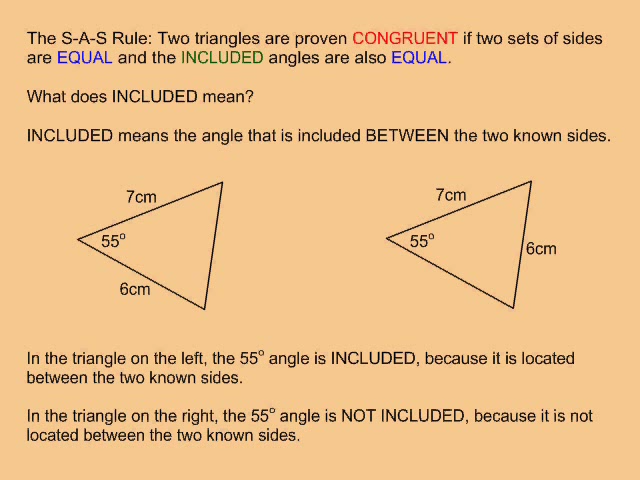 The S-A-S Rule: Two triangles are proven CONGRUENT if two sets of sides
are EQUAL and the INCLUDED angles are also EQUAL.
What does INCLUDED mean?
INCLUDED means the angle that is included BETWEEN the two known sides.
7cm
55°
6cm
7cm
55°
6cm
In the triangle on the left, the 55° angle is INCLUDED, because it is located
between the two known sides.
In the triangle on the right, the 55° angle is NOT INCLUDED, because it is not
located between the two known sides.